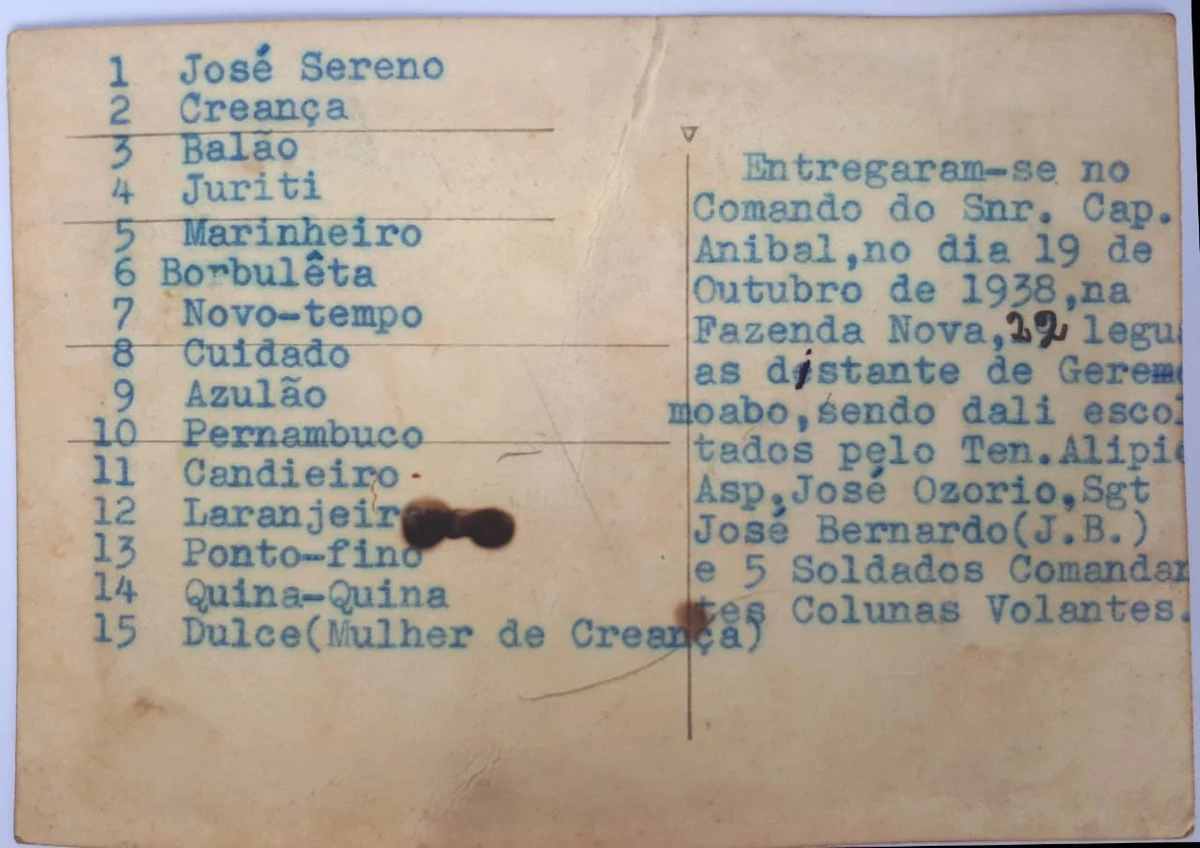 1 José Sereno
2 Creança
3 Balão
4 Juriti
5 Marinheiro
6 Borbulêta
7 Novo-tempo
8 Cuidado
9 Azulão
10 Pernambuco
11 Candieiro
12 Laranjeir
13 Ponto-fino
14 Quina-Quina
15 Dulce(Mulher de Creança)
Entregaram-se no
Comando do Snr. Cap.
Anibal,no dia 19 de
Outubro de 1938,na
Fazenda Nova,12 legu
as distante de Gerem
moabo,sendo dali escol
tados pelo Ten.Alipio
Asp,José Ozorio,Sgt
José Bernardo(J.B.)
e 5 Soldados Comandan
tes Colunas Volantes.